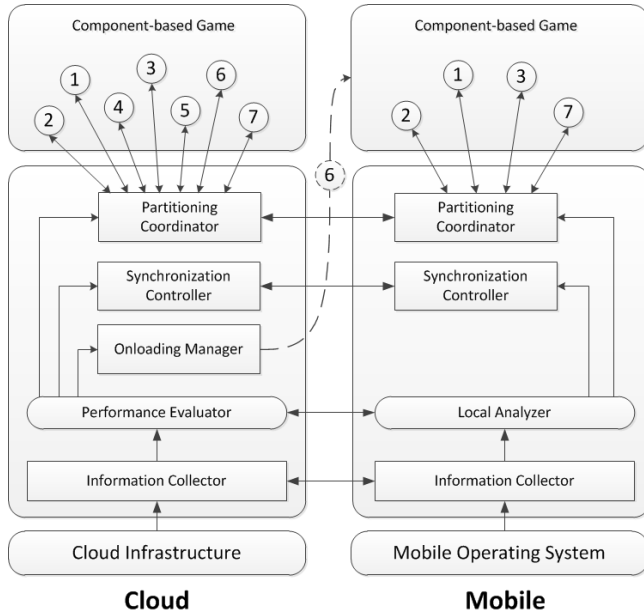 Component-based Game
1
3
6
4
5
2
7
Partitioning
Coordinator
Synchronization
Controller
Onloading Manager
Performance Evaluator
Information Collector
Cloud Infrastructure
Cloud
6
Component-based Game
1
3
2
7
Partitioning
Coordinator
Synchronization
Controller
Local Analyzer
Information Collector
Mobile Operating System
Mobile